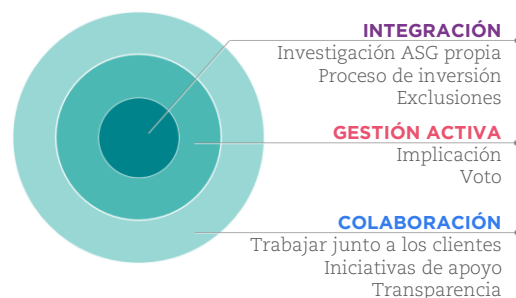 INTEGRACIÓN
Investigación ASG propia
Proceso de inversión
Exclusiones
GESTIÓN ACTIVA
Implicación
Voto
COLABORACIÓN
Trabajar junto a los clientes
Iniciativas de apoyo
Transparencia